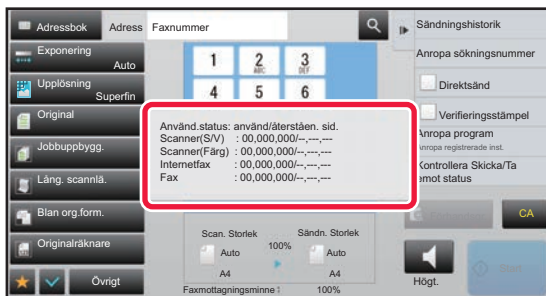 Adressbok
Adress
Faxnummer
Sändningshistorik
Exponering
Auto
Anropa sökningsnummer
Upplösning
Superfin
Direktsänd
Original
Verifieringsstämpel
Jobbuppbygg.
Anropa program
Anropa registrerade inst.
Lång. scannlä.
Kontrollera Skicka/Ta
emot status
Blan org.form.
Originalräknare
Övrigt
1 2 3
ABC DEF
4 5 6
Använd.status: använd/återståen. sid.
Scanner(S/V) : 00,000,000/--,---,---
Scanner(Färg) : 00,000,000/--,---,---
Internetfax : 00,000,000/--,---,---
Fax : 00,000,000/--,---,---
Scan. Storlek
Sändn. Storlek
100%
Auto
Auto
A4
A4
Faxmottagningsminne 100%
CA
Högt.
Start